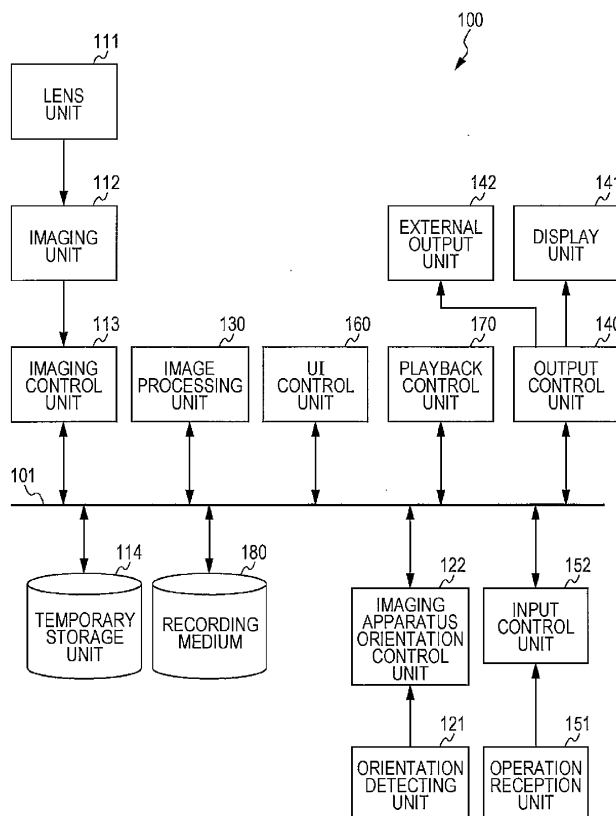 100
111
LENS
UNIT
112
IMAGING
UNIT
142
EXTERNAL
OUTPUT
UNIT
141
DISPLAY
UNIT
113
IMAGING
CONTROL
UNIT
130
IMAGE
PROCESSING
UNIT
160
UI
CONTROL
UNIT
170
PLAYBACK
CONTROL
UNIT
140
OUTPUT
CONTROL
UNIT
101
114
TEMPORARY
STORAGE
UNIT
180
RECORDING
MEDIUM
122
IMAGING
APPARATUS
ORIENTATION
CONTROL
UNIT
152
INPUT
CONTROL
UNIT
121
ORIENTATION
DETECTING
UNIT
151
OPERATION
RECEPTION
UNIT